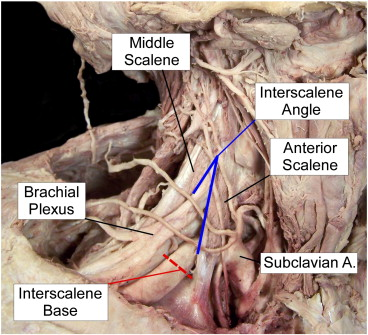 Middle
Scalene
Interscalene
Angle
Anterior
Scalene
Brachial
Plexus
Subclavian A.
Interscalene
Base